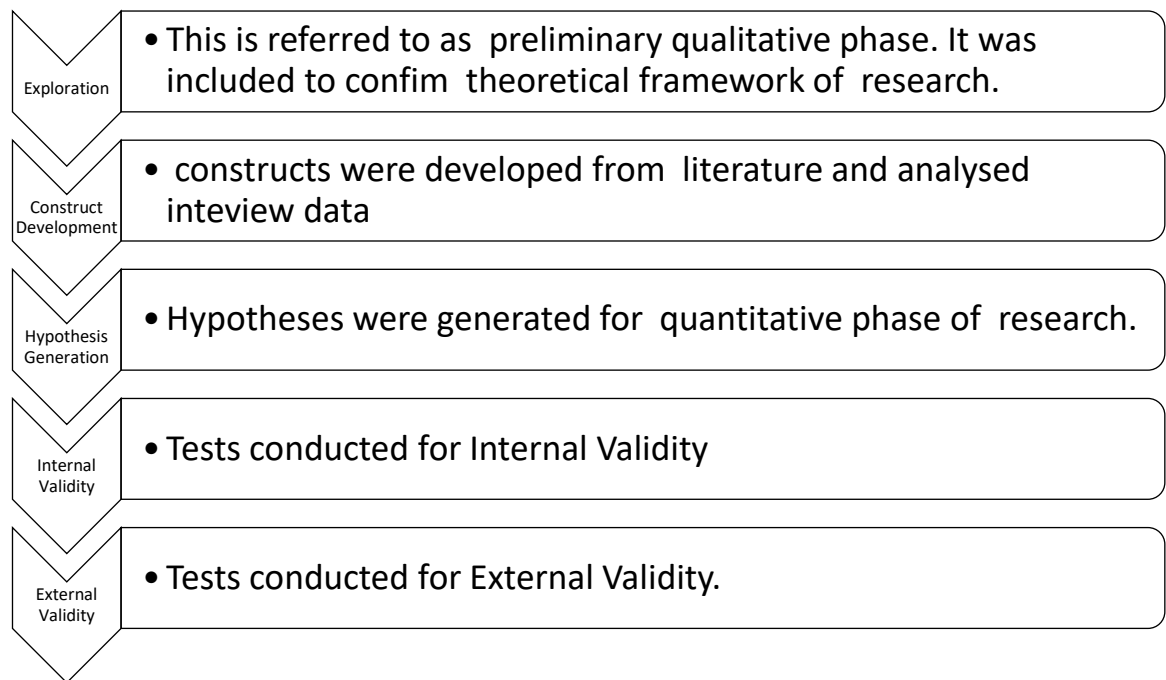 Exploration
• This is referred to as preliminary qualitative phase. It was
included to confim theoretical framework of research.
Construct
Development
• constructs were developed from literature and analysed
inteview data
Hypothesis
Generation
• Hypotheses were generated for quantitative phase of research.
Internal
Validity
• Tests conducted for Internal Validity
External
Validity
• Tests conducted for External Validity.